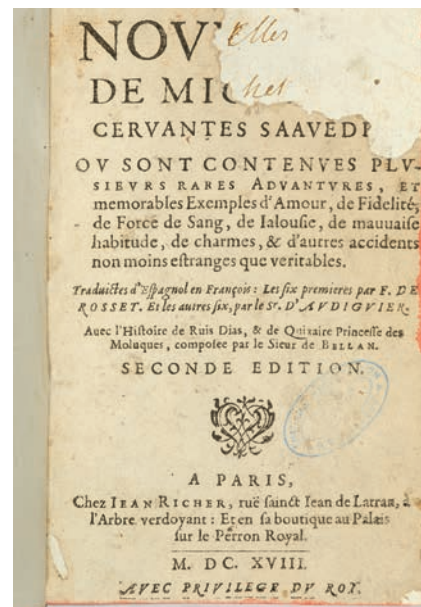 NOVelles
DE MIChel
CERVANTES SAAVED
OV SONT CONTENVES PLV-
SIEVRS RARES ADVANTVRES, ET
memorables Exemples d'Amour, de Fidelité,
de Force de Sang, de Ialousie, de mauuaise
habitude, de charmes, & d'autres accidents
non moins estranges que veritables.
Traduictes d'Espagnol en François: Les six premieres par F. DE
ROSSET. Et les autres six, par le Sr. D'AVDIGVIER.
Auec l'Histoire de Ruis Dias, & de Quixaire Princesse des
Moluques, composee par le Sieur de BELLAN.
SECONDE EDITION.
A PARIS,
Chez IEAN RICHER, ruë sainct Iean de Latran, à
l'Arbre verdoyant: Et en sa boutique au Palais
sur le Perron Royal.
M. DC. XVIII.
AVEC PRIVILEGE DV ROY.